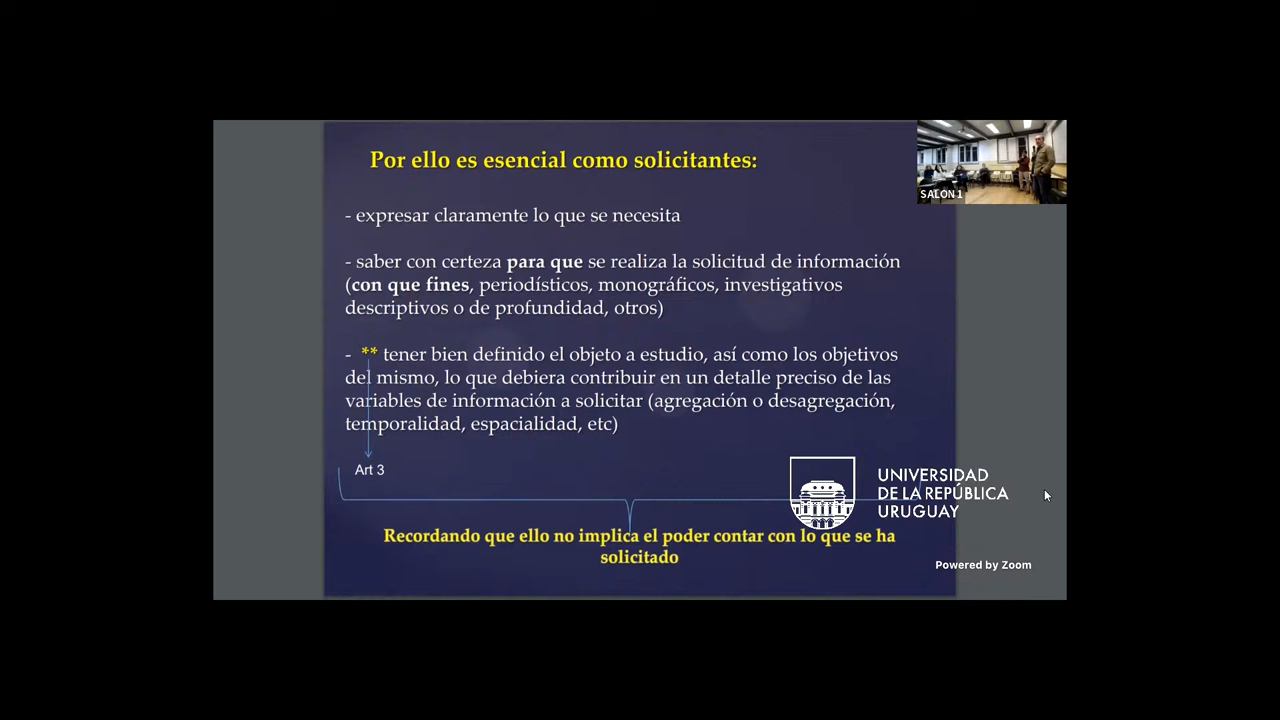 Por ello es esencial como solicitantes:
SALON 1
- expresar claramente lo que se necesita
- saber con certeza para que se realiza la solicitud de información
(con que fines, periodísticos, monográficos, investigativos
descriptivos o de profundidad, otros)
- ** tener bien definido el objeto a estudio, así como los objetivos
del mismo, lo que debiera contribuir en un detalle preciso de las
variables de información a solicitar (agregación o desagregación,
temporalidad, espacialidad, etc)
Art 3
UNIVERSIDAD
DE LA REPÚBLICA
URUGUAY
Recordando que ello no implica el poder contar con lo que se ha
solicitado
Powered by Zoom